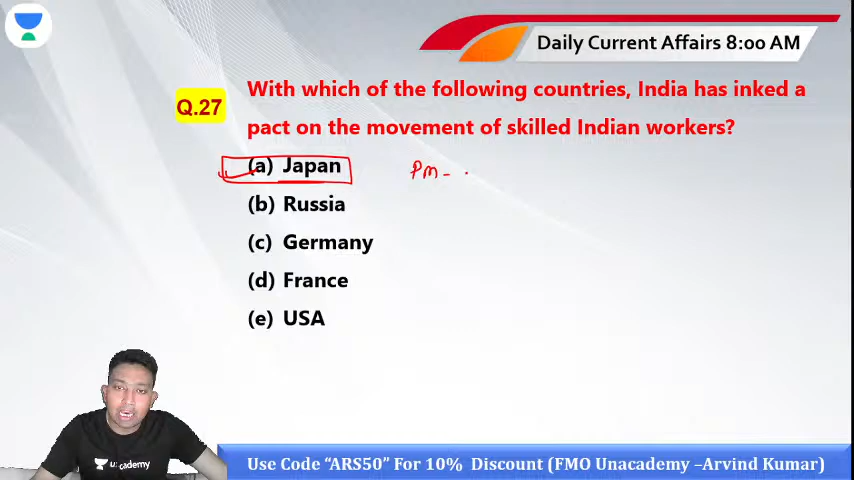 Daily Current Affairs 8:00 AM
Q.27
With which of the following countries, India has inked a
pact on the movement of skilled Indian workers?
(a) Japan
PM-
(b) Russia
(c) Germany
(d) France
(e) USA
u:cademy
Use Code “ARS50” For 10% Discount (FMO Unacademy –Arvind Kumar)